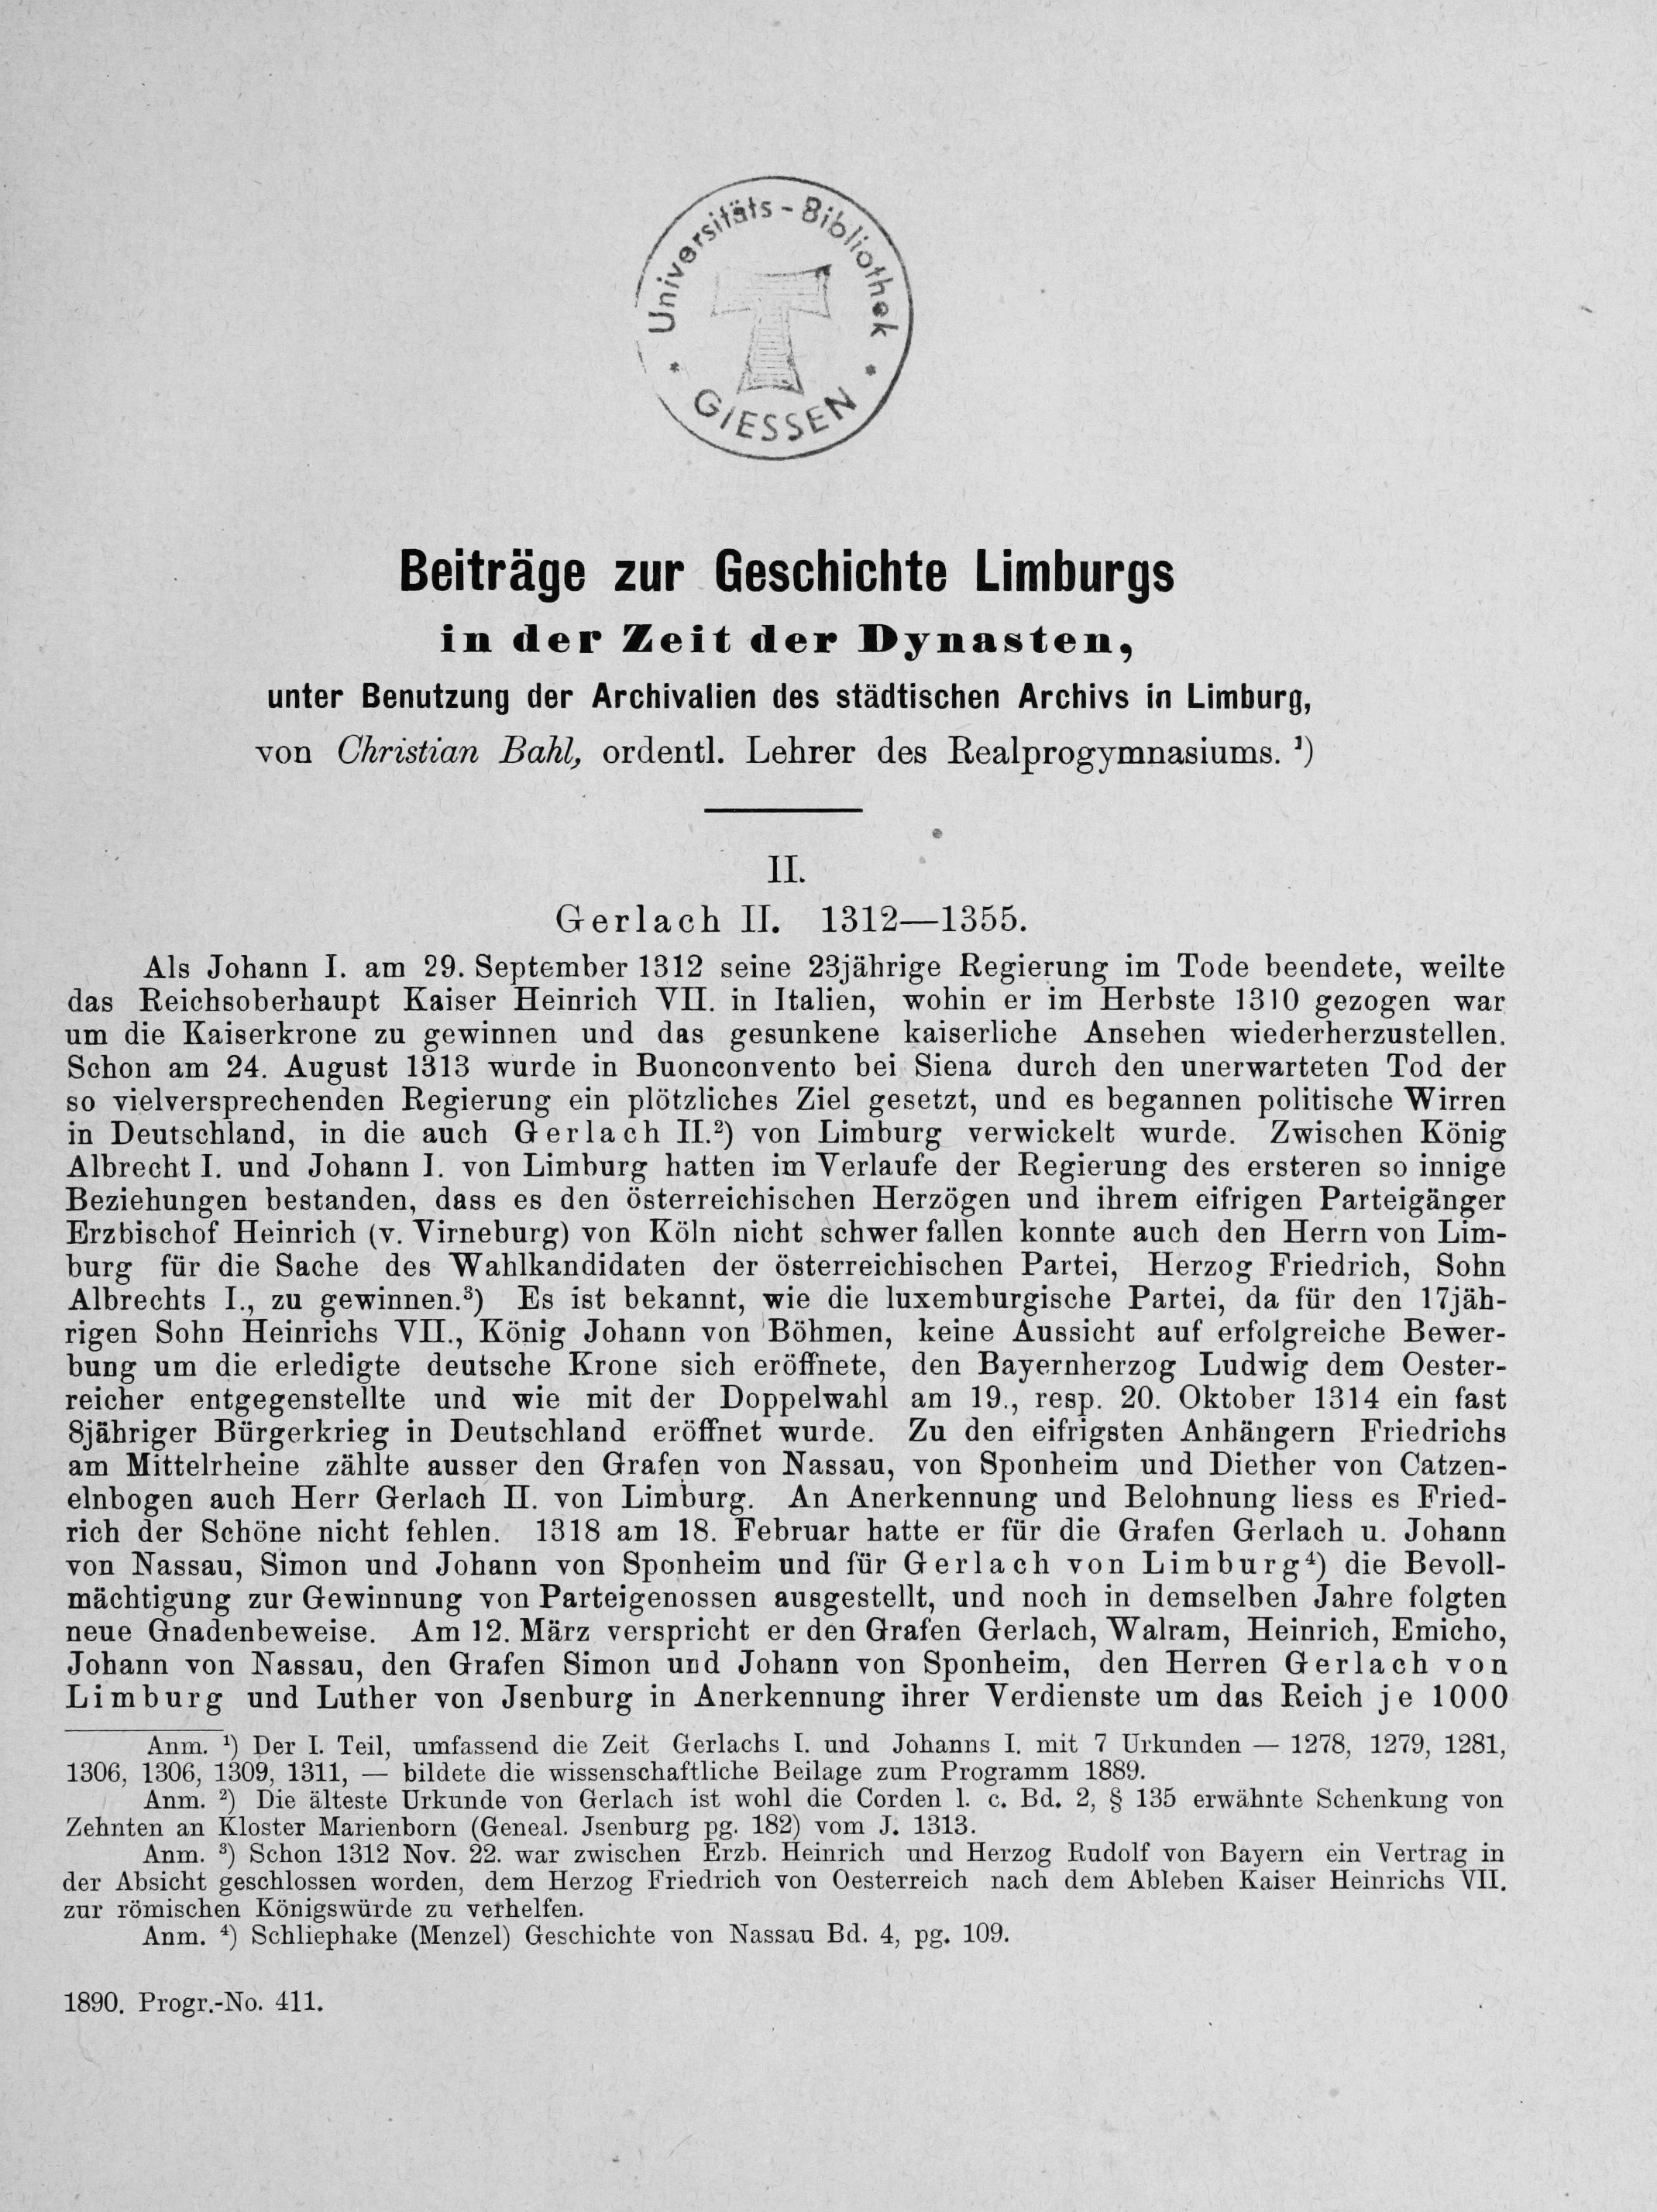 Universitäts-Bibliothek
* GIESSEN *
Beiträge zur Geschichte Limburgs
in der Zeit der Dynasten,
unter Benutzung der Archivalien des städtischen Archivs in Limburg,
von Christian Bahl, ordentl. Lehrer des Realprogymnasiums. ¹)
II.
Gerlach II. 1312—1355.
Als Johann I. am 29. September 1312 seine 23jährige Regierung im Tode beendete, weilte
das Reichsoberhaupt Kaiser Heinrich VII. in Italien, wohin er im Herbste 1310 gezogen war
um die Kaiserkrone zu gewinnen und das gesunkene kaiserliche Ansehen wiederherzustellen.
Schon am 24. August 1313 wurde in Buonconvento bei Siena durch den unerwarteten Tod der
so vielversprechenden Regierung ein plötzliches Ziel gesetzt, und es begannen politische Wirren
in Deutschland, in die auch Gerlach II.²) von Limburg verwickelt wurde. Zwischen König
Albrecht I. und Johann I. von Limburg hatten im Verlaufe der Regierung des ersteren so innige
Beziehungen bestanden, dass es den österreichischen Herzögen und ihrem eifrigen Parteigänger
Erzbischof Heinrich (v. Virneburg) von Köln nicht schwer fallen konnte auch den Herrn von Lim-
burg für die Sache des Wahlkandidaten der österreichischen Partei, Herzog Friedrich, Sohn
Albrechts I., zu gewinnen.³) Es ist bekannt, wie die luxemburgische Partei, da für den 17jäh-
rigen Sohn Heinrichs VII., König Johann von Böhmen, keine Aussicht auf erfolgreiche Bewer-
bung um die erledigte deutsche Krone sich eröffnete, den Bayernherzog Ludwig dem Oester-
reicher entgegenstellte und wie mit der Doppelwahl am 19., resp. 20. Oktober 1314 ein fast
8jähriger Bürgerkrieg in Deutschland eröffnet wurde. Zu den eifrigsten Anhängern Friedrichs
am Mittelrheine zählte ausser den Grafen von Nassau, von Sponheim und Diether von Catzen-
elnbogen auch Herr Gerlach II. von Limburg. An Anerkennung und Belohnung liess es Fried-
rich der Schöne nicht fehlen. 1318 am 18. Februar hatte er für die Grafen Gerlach u. Johann
von Nassau, Simon und Johann von Sponheim und für Gerlach von Limburg⁴) die Bevoll-
mächtigung zur Gewinnung von Parteigenossen ausgestellt, und noch in demselben Jahre folgten
neue Gnadenbeweise. Am 12. März verspricht er den Grafen Gerlach, Walram, Heinrich, Emicho,
Johann von Nassau, den Grafen Simon und Johann von Sponheim, den Herren Gerlach von
Limburg und Luther von Jsenburg in Anerkennung ihrer Verdienste um das Reich je 1000
Anm. ¹) Der I. Teil, umfassend die Zeit Gerlachs I. und Johanns I. mit 7 Urkunden — 1278, 1279, 1281,
1306, 1306, 1309, 1311, — bildete die wissenschaftliche Beilage zum Programm 1889.
Anm. ²) Die älteste Urkunde von Gerlach ist wohl die Corden l. c. Bd. 2, § 135 erwähnte Schenkung von
Zehnten an Kloster Marienborn (Geneal. Jsenburg pg. 182) vom J. 1313.
Anm. ³) Schon 1312 Nov. 22. war zwischen Erzb. Heinrich und Herzog Rudolf von Bayern ein Vertrag in
der Absicht geschlossen worden, dem Herzog Friedrich von Oesterreich nach dem Ableben Kaiser Heinrichs VII.
zur römischen Königswürde zu verhelfen.
Anm. ⁴) Schliephake (Menzel) Geschichte von Nassau Bd. 4, pg. 109.
1890. Progr.-No. 411.